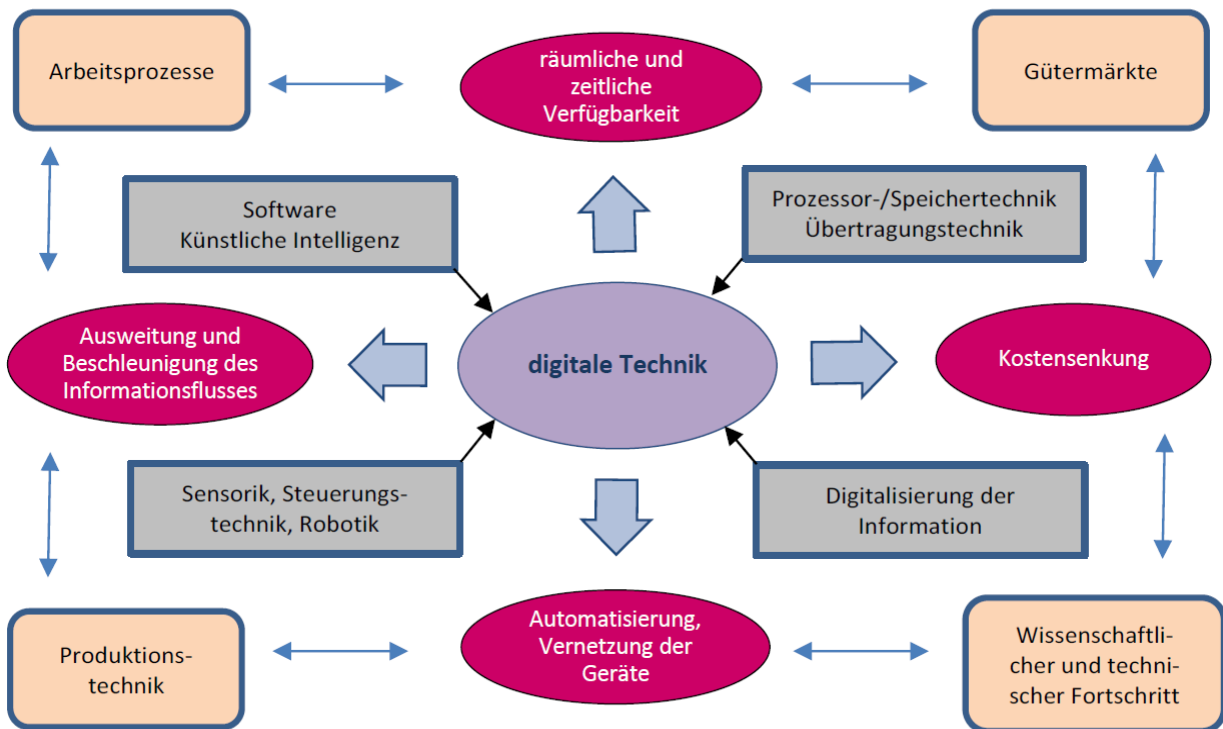 Arbeitsprozesse
räumliche und
zeitliche
Verfügbarkeit
Gütermärkte
Software
Künstliche Intelligenz
Prozessor-/Speichertechnik
Übertragungstechnik
Ausweitung und
Beschleunigung des
Informationsflusses
digitale Technik
Kostensenkung
Sensorik, Steuerungs-
technik, Robotik
Digitalisierung der
Information
Produktions-
technik
Automatisierung,
Vernetzung der
Geräte
Wissenschaftli-
cher und techni-
scher Fortschritt